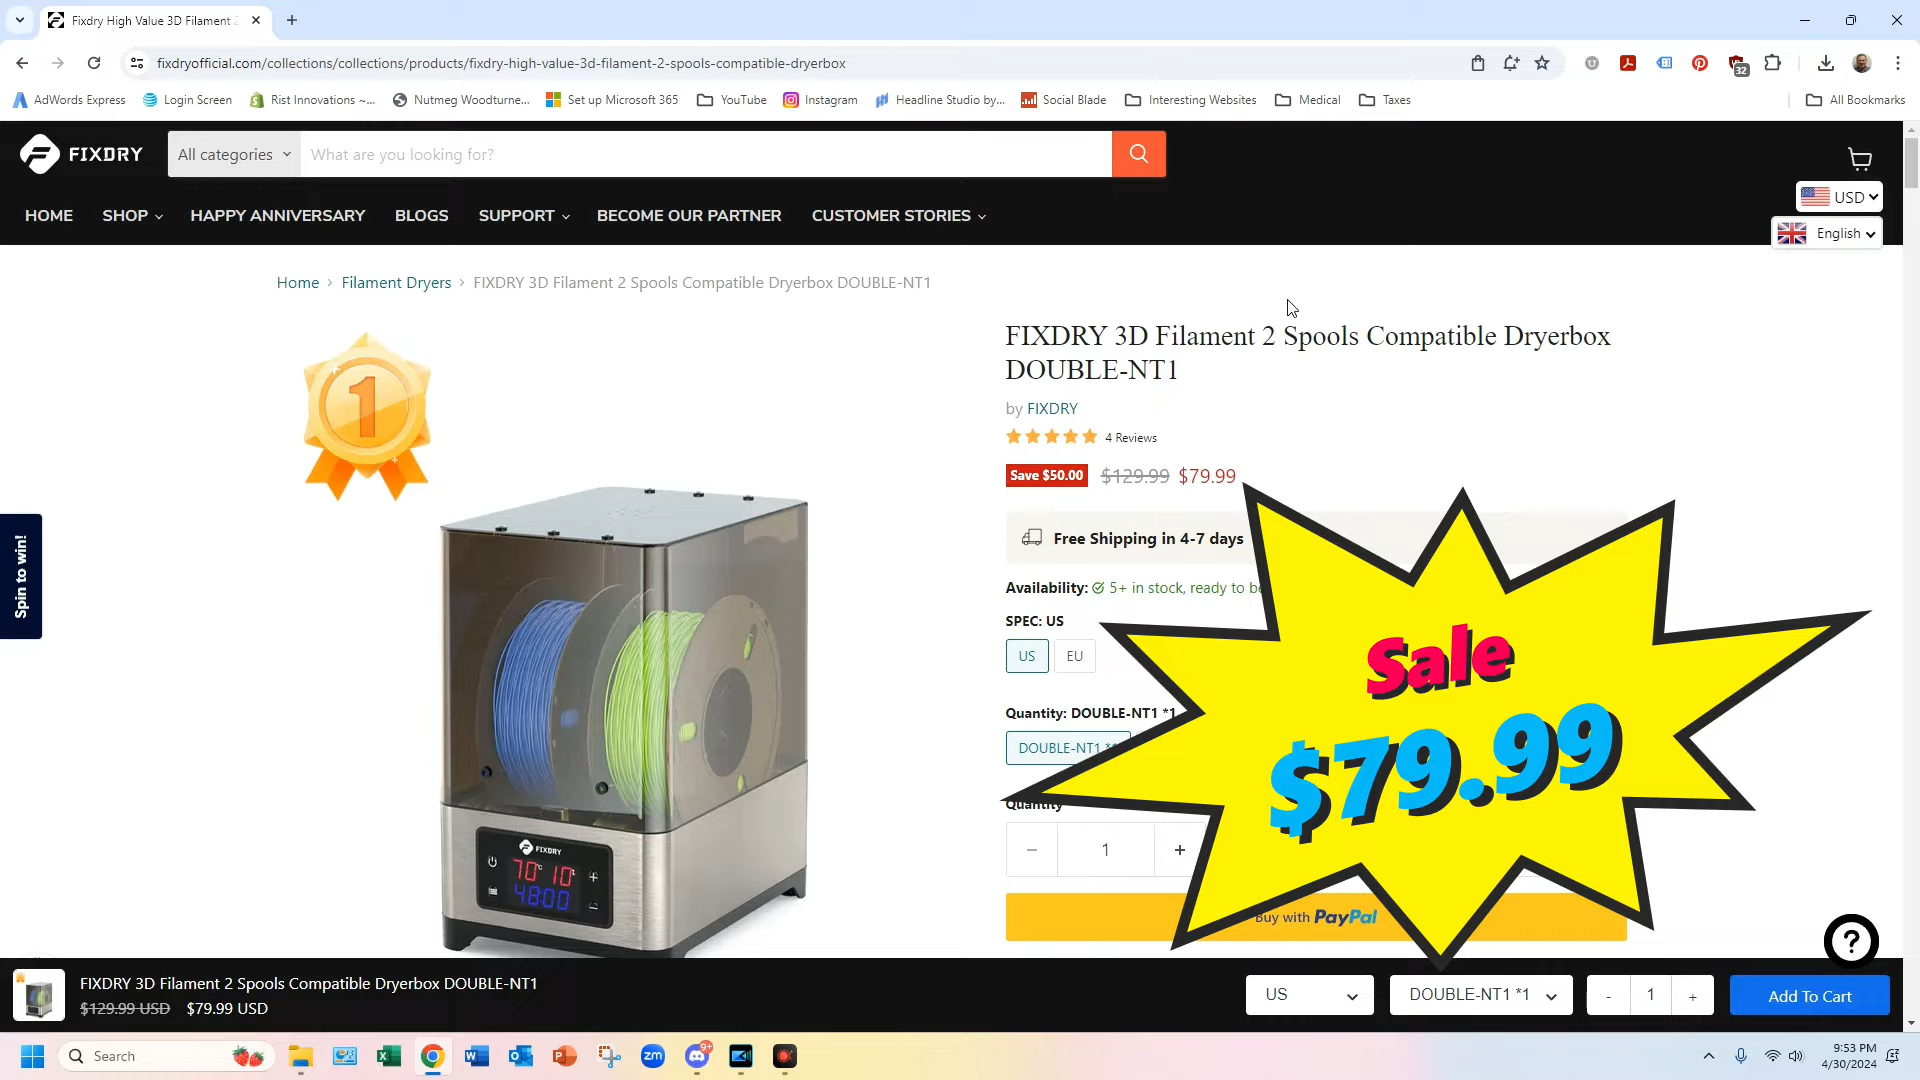 Fixdry High Value 3D Filament 2
fixdryofficial.com/collections/collections/products/fixdry-high-value-3d-filament-2-spools-compatible-dryerbox
32
AdWords Express
Login Screen
Rist Innovations ~...
Nutmeg Woodturne...
Set up Microsoft 365
YouTube
Instagram
Headline Studio by...
Social Blade
Interesting Websites
Medical
Taxes
All Bookmarks
FIXDRY
All categories
What are you looking for?
USD
HOME
SHOP
HAPPY ANNIVERSARY
BLOGS
SUPPORT
BECOME OUR PARTNER
CUSTOMER STORIES
English
Home > Filament Dryers > FIXDRY 3D Filament 2 Spools Compatible Dryerbox DOUBLE-NT1
1
FIXDRY 3D Filament 2 Spools Compatible Dryerbox
DOUBLE-NT1
by FIXDRY
4 Reviews
Save $50.00 $129.99 $79.99
Free Shipping in 4-7 days
Availability: 5+ in stock, ready to
SPEC: US
US
EU
Quantity: DOUBLE-NT1 *1
DOUBLE-NT1
Quantity
− 1 +
Buy with PayPal
Sale
$79.99
Spin to win!
FIXDRY
70°C 10
48:00
?
FIXDRY 3D Filament 2 Spools Compatible Dryerbox DOUBLE-NT1
$129.99 USD $79.99 USD
US
DOUBLE-NT1 *1
- 1 +
Add To Cart
Search
zm
9+
9:53 PM
4/30/2024